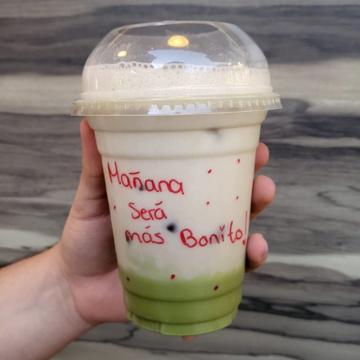 Mañana
Será
más Bonito!